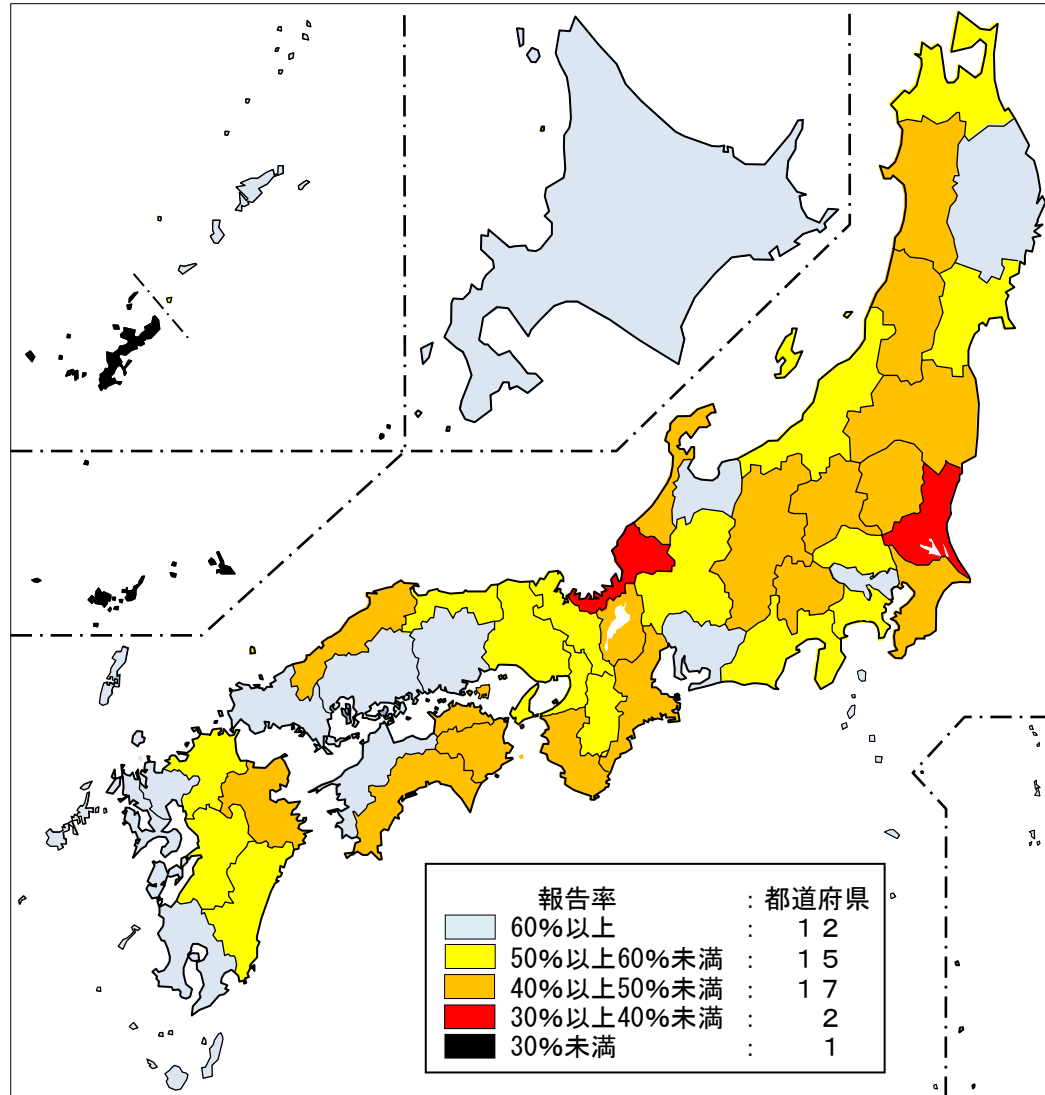 報告率 : 都道府県
60%以上 : １２
50%以上60%未満 : １５
40%以上50%未満 : １７
30%以上40%未満 : ２
30%未満 : １